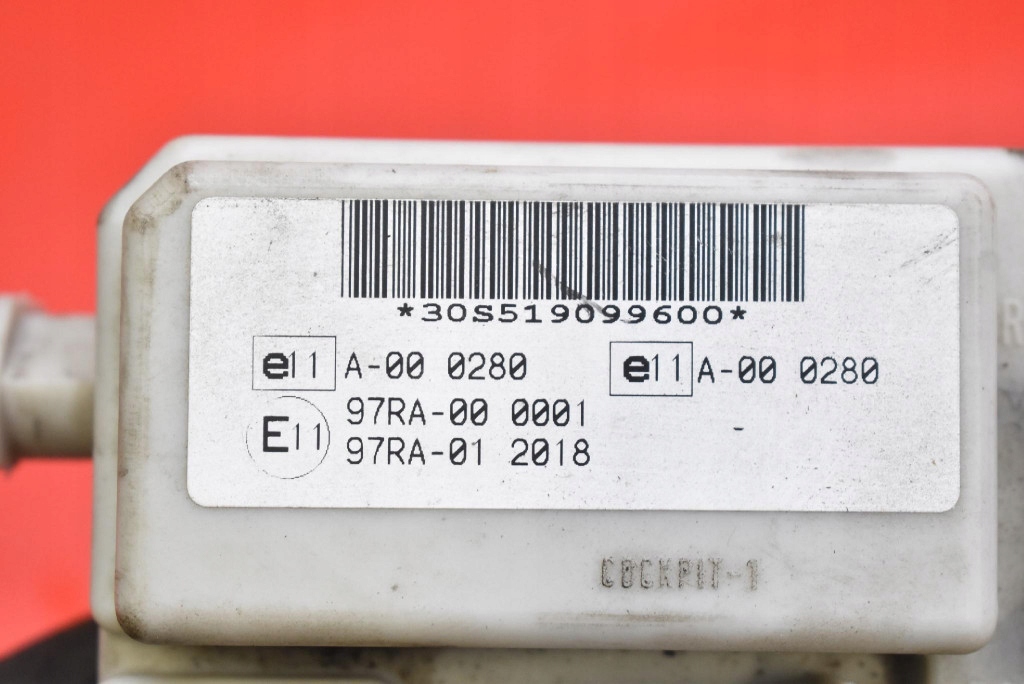 *30S519099600*
e11 A-00 0280 e11 A-00 0280
E11 97RA-00 0001
97RA-01 2018
COCKPIT-1
R